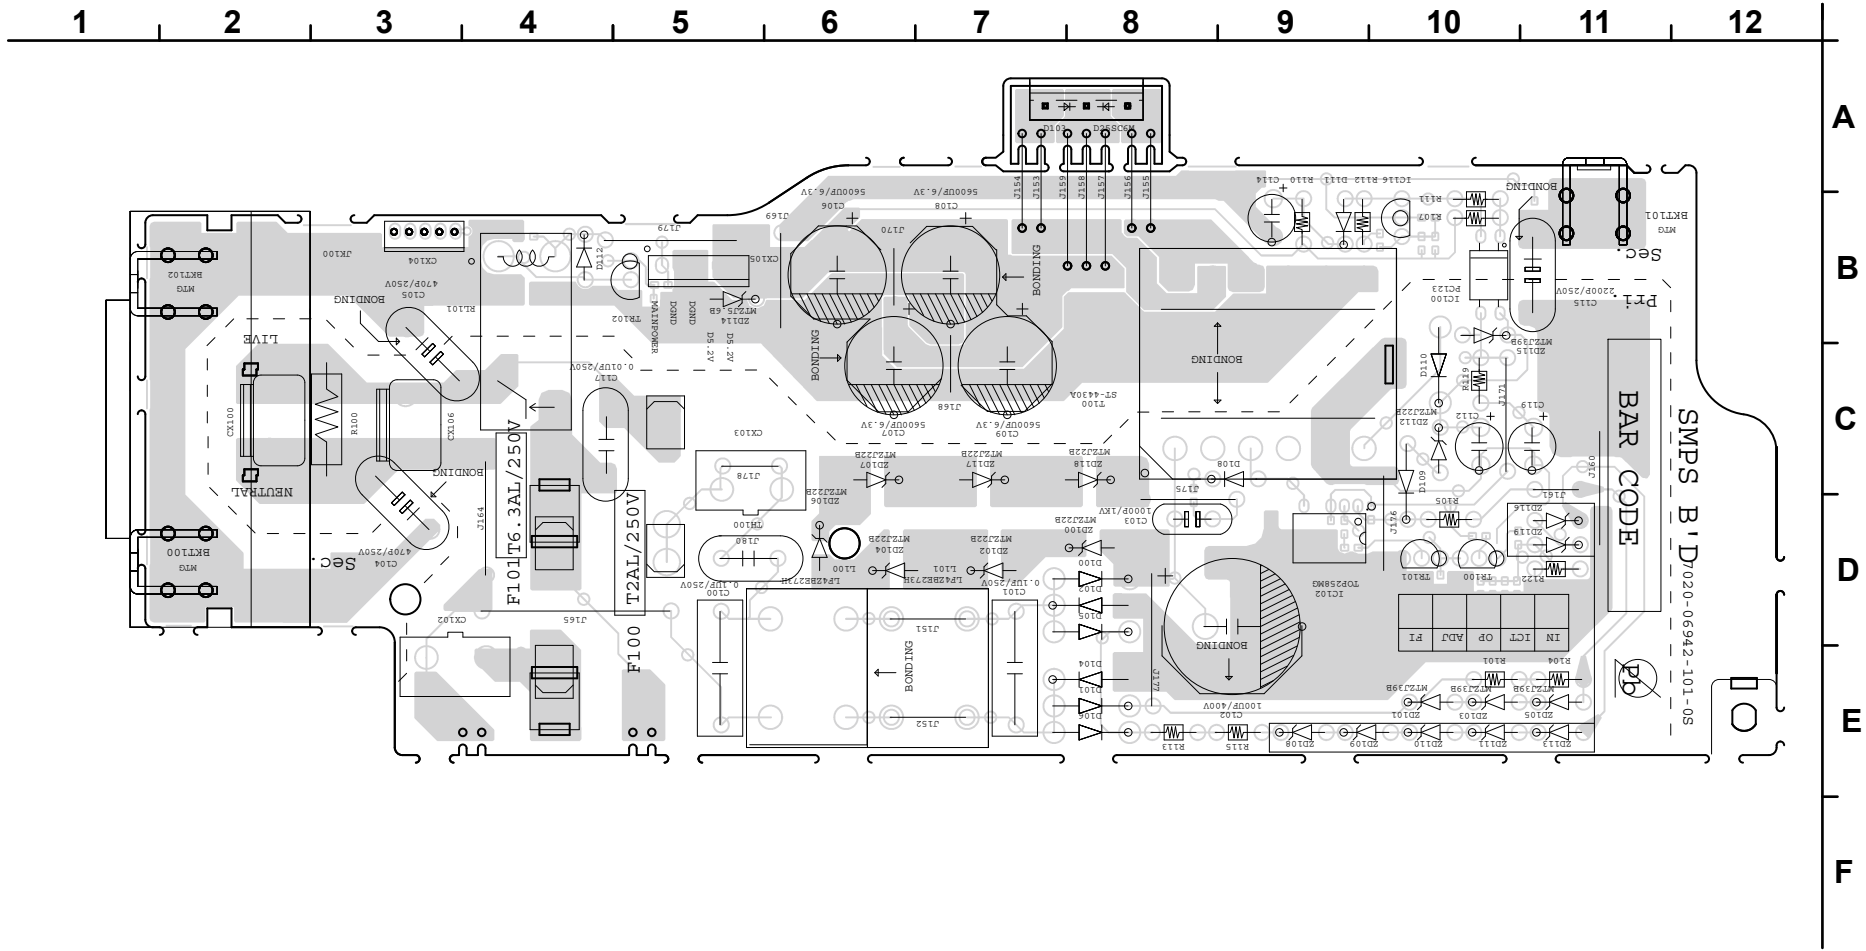 1 2 3 4 5 6 7 8 9 10 11 12
A
B
C
D
E
F
D103 D25SC6M
J154 J153 J159 J158 J157 J156 J155
5600UF/6.3V
C106
5600UF/6.3V
C108
C114 R110 D111 R112 IC116
R111
R107
BONDING
BKT101
MTG
Sec.
Pri.
J169
J170
J179
JK100
CX104
D112
CX105
BKT102
MTG
470P/250V
C105
BONDING
RL101
TR102
MAINPOWER
DGND
DGND
D5.2V
D5.2V
MTZJ5.6B
ZD114
BONDING
BONDING
PC123
IC100
2200P/250V
C115
MTZJ39B
ZD115
LIVE
0.01UF/250V
C117
BONDING
D110
R119
J171
C119
C112
MTZJ22B
ZD112
J168
ST-4430A
T100
5600UF/6.3V
C107
5600UF/6.3V
C109
CX100
R100
CX106
CX103
NEUTRAL
BONDING
F101T6.3AL/250V
T2AL/250V
F100
MTZJ22B
ZD107
MTZJ22B
ZD117
MTZJ22B
ZD118
MTZJ22B
ZD106
D108
J175
D109
R105
J160
J161
BAR CODE
SMPS B'D
7020-06942-101-0S
J164
J178
TH100
J180
1000P/1KV
C103
J176
ZD116
ZD119
R122
TR101
TR100
TOP258MG
IC102
BKT100
MTG
Sec
470P/250V
C104
MTZJ22B
ZD104
MTZJ22B
ZD102
MTZJ22B
ZD100
L100
LF42BE273H
L101
LF42BE273H
0.1UF/250V
C100
0.1UF/250V
C101
D100
D102
D105
D104
D101
D106
CX102
J165
J151
J152
BONDING
BONDING
J177
100UF/400V
C102
FI ADJ OP ICT IN
R101
R104
MTZJ39B
ZD101
MTZJ39B
ZD103
MTZJ39B
ZD105
Pb
R113
R115
ZD108
ZD109
ZD110
ZD111
ZD113